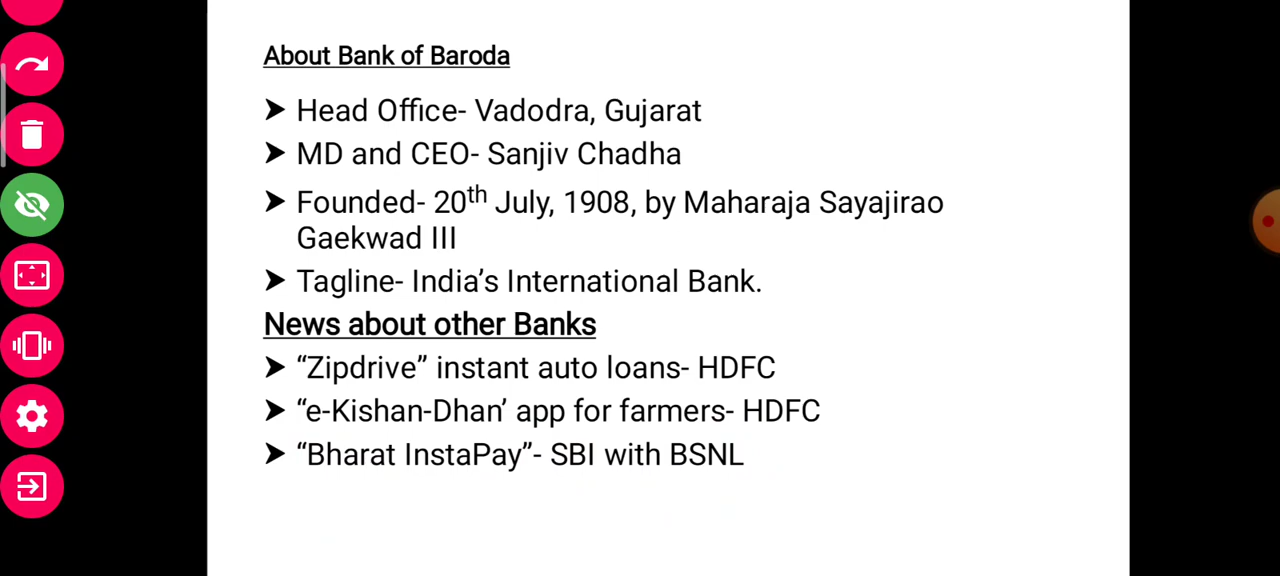 About Bank of Baroda
➤ Head Office- Vadodra, Gujarat
➤ MD and CEO- Sanjiv Chadha
➤ Founded- 20th July, 1908, by Maharaja Sayajirao
Gaekwad III
➤ Tagline- India’s International Bank.
News about other Banks
➤ “Zipdrive” instant auto loans- HDFC
➤ “e-Kishan-Dhan’ app for farmers- HDFC
➤ “Bharat InstaPay”- SBI with BSNL